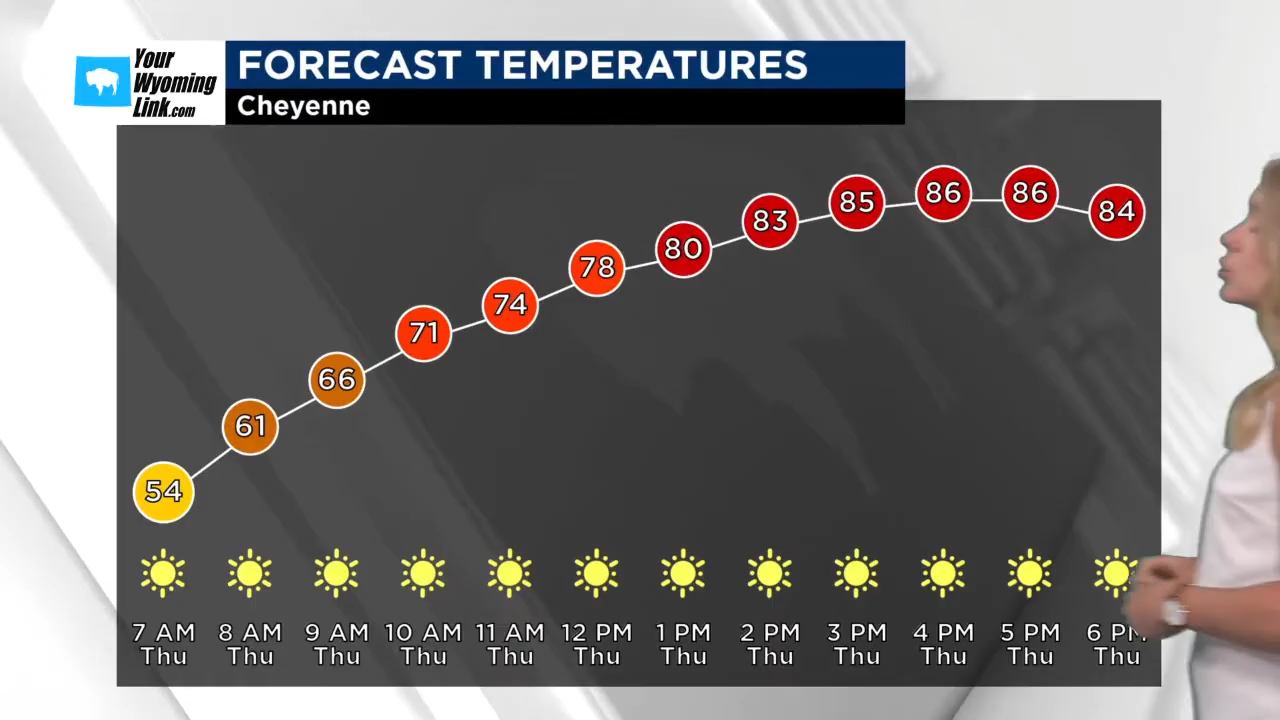 Your
Wyoming
Link.com
FORECAST TEMPERATURES
Cheyenne
54
61
66
71
74
78
80
83
85
86
86
84
7 AM 8 AM 9 AM 10 AM 11 AM 12 PM 1 PM 2 PM 3 PM 4 PM 5 PM 6 PM
Thu Thu Thu Thu Thu Thu Thu Thu Thu Thu Thu Thu